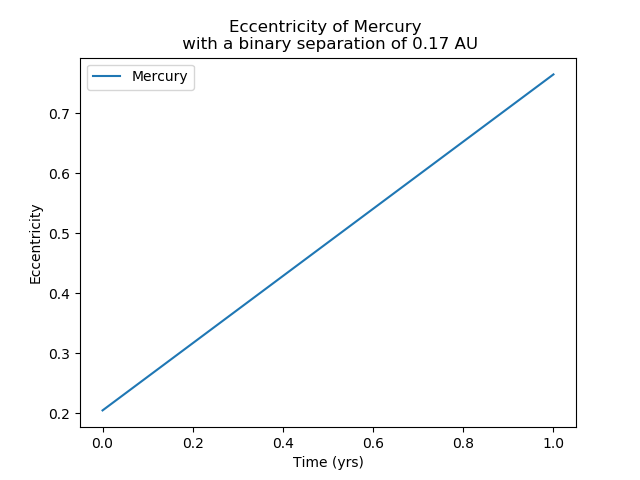 Eccentricity of Mercury
with a binary separation of 0.17 AU
Mercury
0.7
0.6
0.5
0.4
0.3
0.2
Eccentricity
0.0 0.2 0.4 0.6 0.8 1.0
Time (yrs)